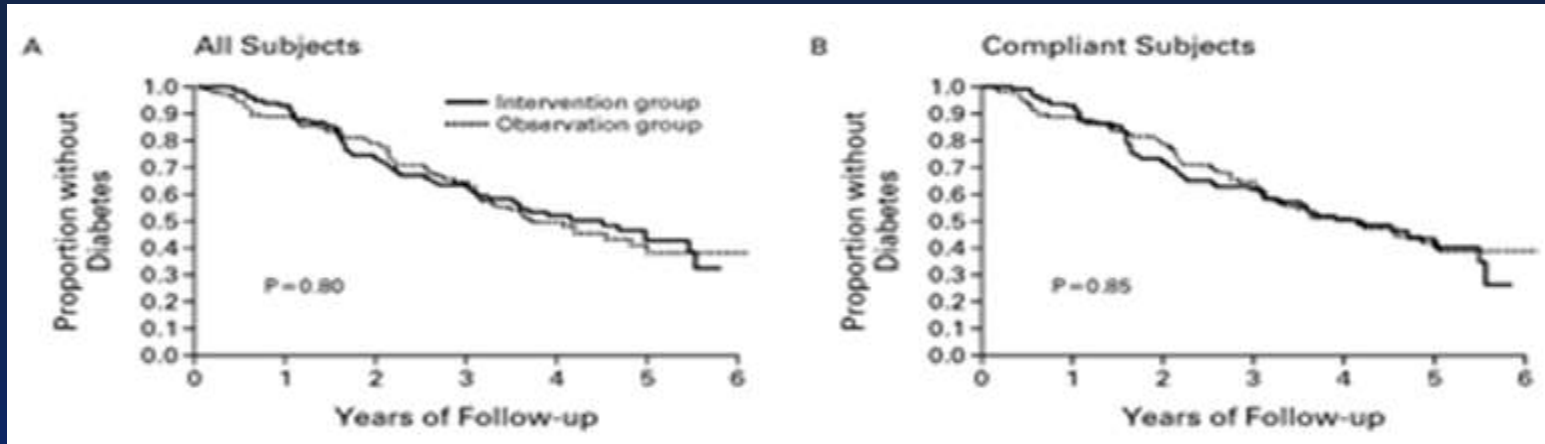 A
All Subjects
Proportion without
Diabetes
1.0
0.9
0.8
0.7
0.6
0.5
0.4
0.3
0.2
0.1
0.0
Intervention group
Observation group
P=0.80
0 1 2 3 4 5 6
Years of Follow-up
B
Compliant Subjects
Proportion without
Diabetes
1.0
0.9
0.8
0.7
0.6
0.5
0.4
0.3
0.2
0.1
0.0
P=0.85
0 1 2 3 4 5 6
Years of Follow-up